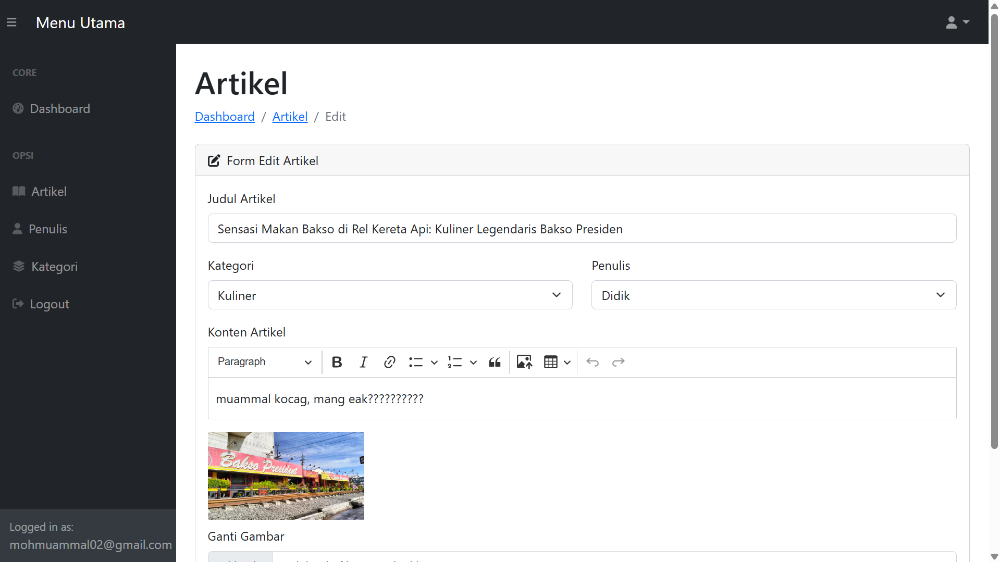 Menu Utama
CORE
Dashboard
OPSI
Artikel
Penulis
Kategori
Logout
Logged in as:
mohmuammal02@gmail.com
Artikel
Dashboard / Artikel / Edit
Form Edit Artikel
Judul Artikel
Sensasi Makan Bakso di Rel Kereta Api: Kuliner Legendaris Bakso Presiden
Kategori
Penulis
Kuliner
Didik
Konten Artikel
Paragraph
muammal kocag, mang eak??????????
Bakso President
Ganti Gambar